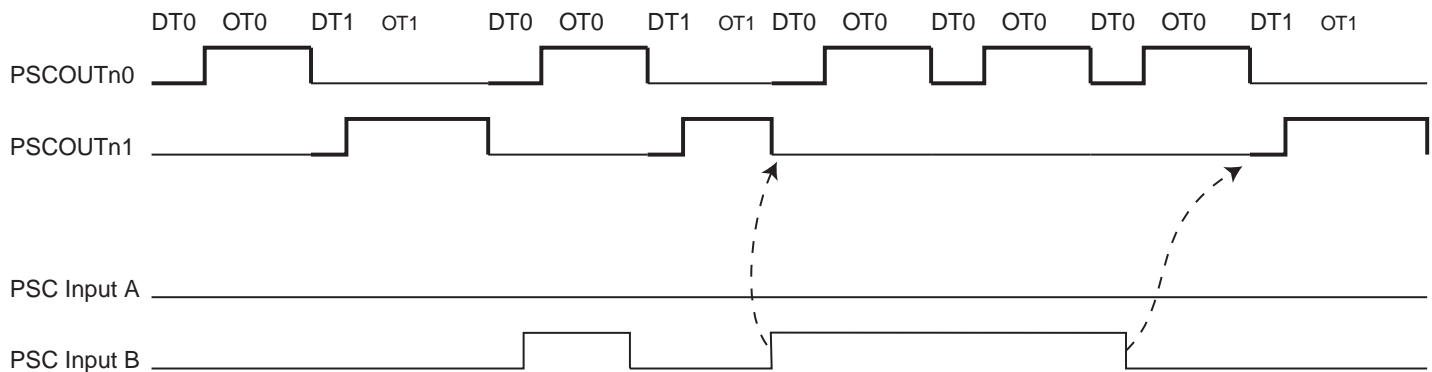 DT0 OT0 DT1 OT1 DT0 OT0 DT1 OT1 DT0 OT0 DT0 OT0 DT0 OT0 DT1 OT1
PSCOUTn0
PSCOUTn1
PSC Input A
PSC Input B